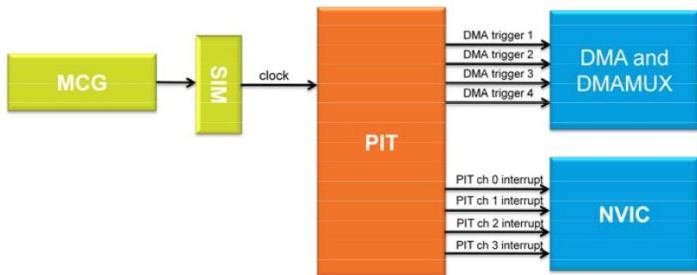 MCG
SIM
clock
PIT
DMA trigger 1
DMA trigger 2
DMA trigger 3
DMA trigger 4
DMA and
DMAMUX
PIT ch 0 interrupt
PIT ch 1 interrupt
PIT ch 2 interrupt
PIT ch 3 interrupt
NVIC